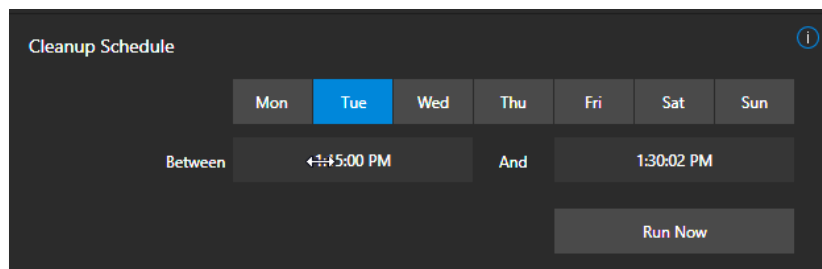 Cleanup Schedule
Mon Tue Wed Thu Fri Sat Sun
Between 5:00 PM And 1:30:02 PM
Run Now